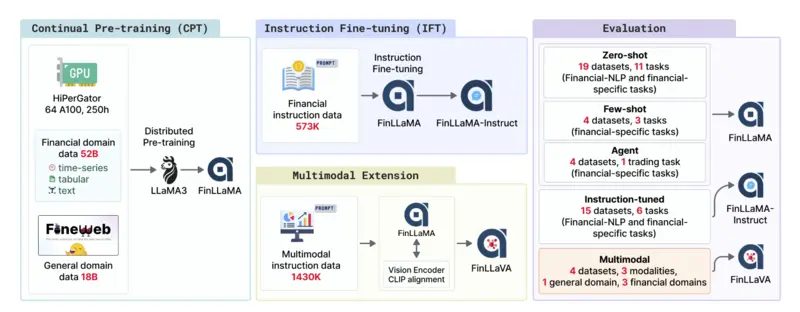 Continual Pre-training (CPT)
GPU
HiPerGator
64 A100, 250h
Financial domain
data 52B
time-series
tabular
text
FineWeb
General domain
data 18B
Distributed
Pre-training
LLaMA3
FinLLaMA
Instruction Fine-tuning (IFT)
PROMPT
Financial
instruction data
573K
Instruction
Fine-tuning
FinLLaMA
FinLLaMA-Instruct
Multimodal Extension
PROMPT
Multimodal
instruction data
1430K
FinLLaMA
Vision Encoder
CLIP alignment
FinLLaVA
Evaluation
Zero-shot
19 datasets, 11 tasks
(Financial-NLP and financial-
specific tasks)
Few-shot
4 datasets, 3 tasks
(financial-specific tasks)
Agent
4 datasets, 1 trading task
(financial-specific tasks)
FinLLaMA
Instruction-tuned
15 datasets, 6 tasks
(Financial-NLP and financial-
specific tasks)
FinLLaMA-
Instruct
Multimodal
4 datasets, 3 modalities,
1 general domain, 3 financial domains
FinLLaVA